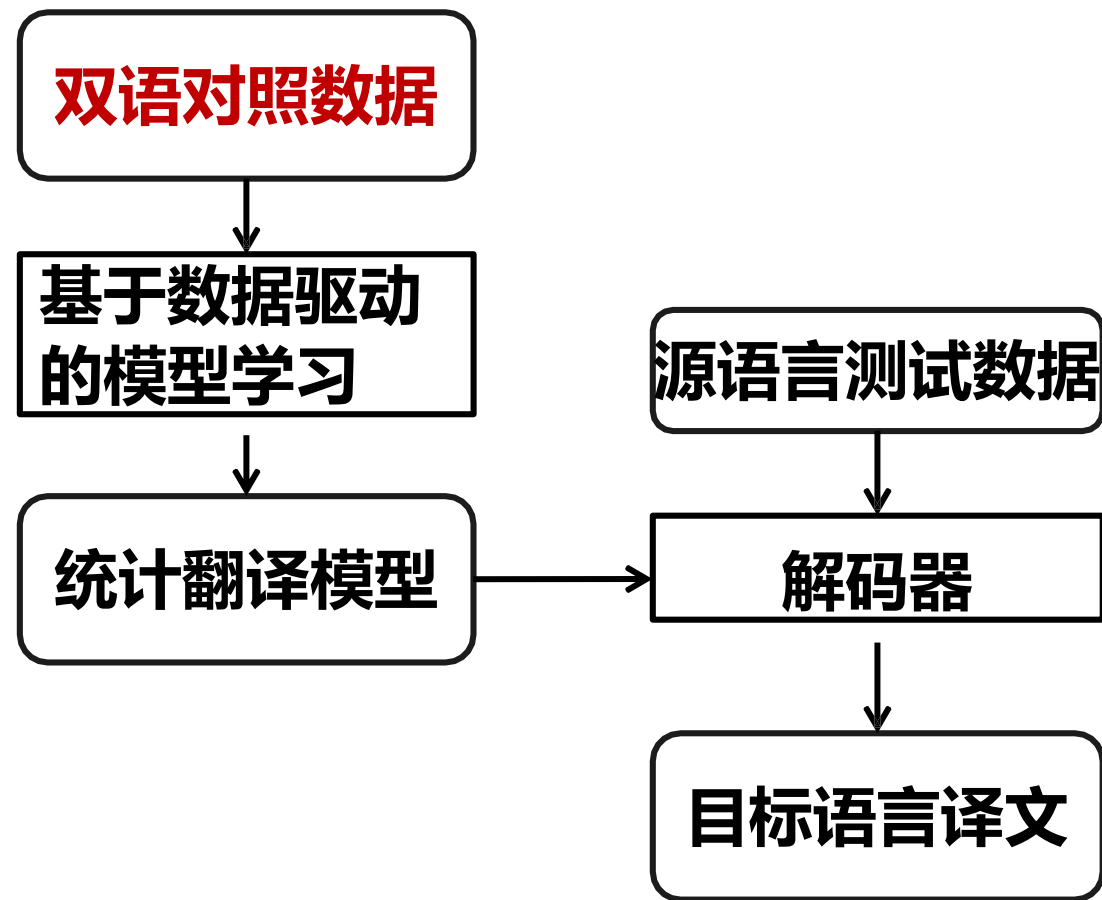 双语对照数据
基于数据驱动
的模型学习
统计翻译模型
源语言测试数据
解码器
目标语言译文